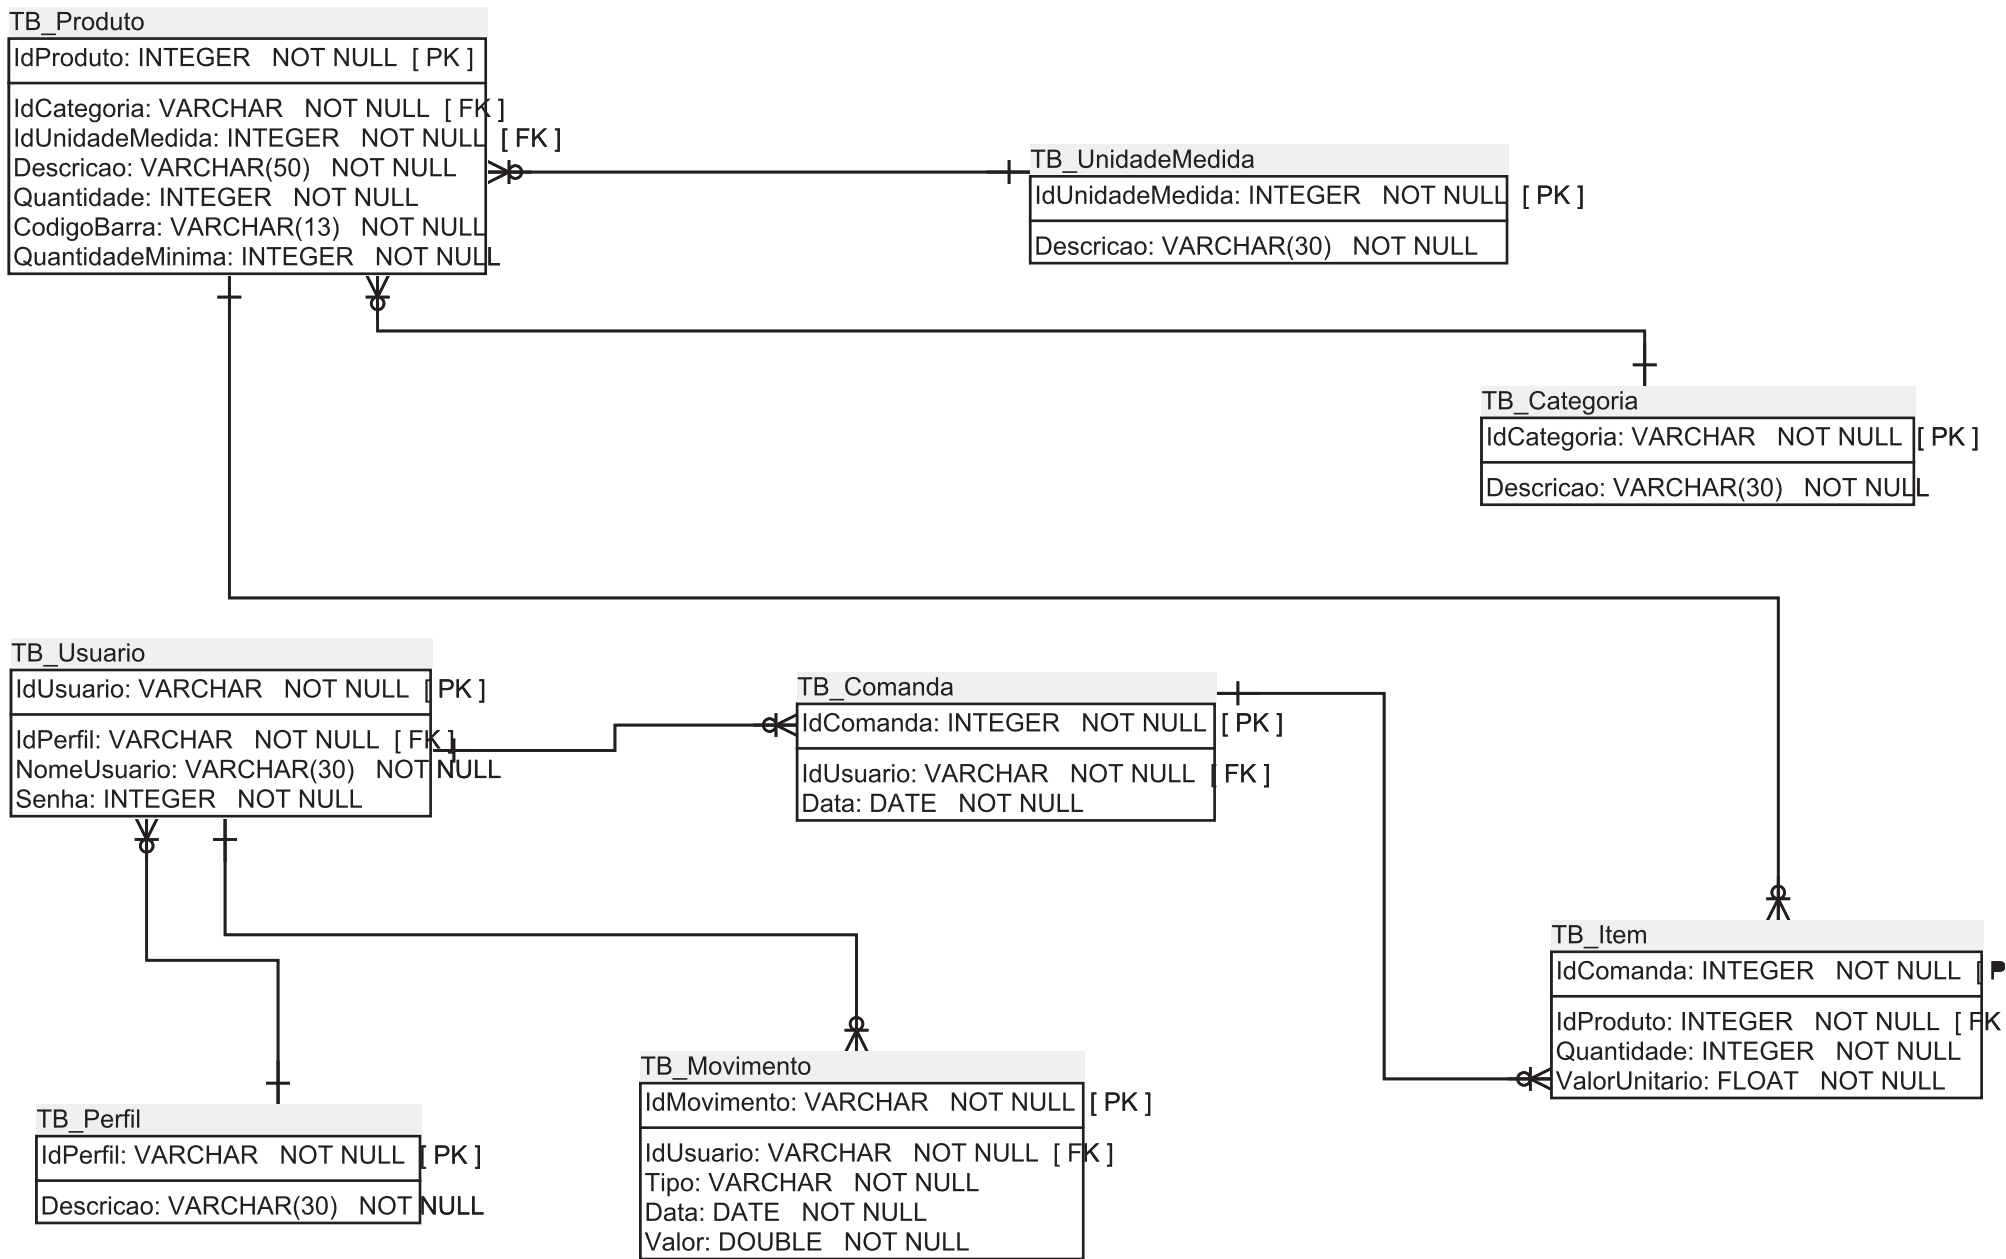 TB_Produto
IdProduto: INTEGER NOT NULL [ PK ]
IdCategoria: VARCHAR NOT NULL [ FK ]
IdUnidadeMedida: INTEGER NOT NULL [ FK ]
Descricao: VARCHAR(50) NOT NULL
Quantidade: INTEGER NOT NULL
CodigoBarra: VARCHAR(13) NOT NULL
QuantidadeMinima: INTEGER NOT NULL
TB_UnidadeMedida
IdUnidadeMedida: INTEGER NOT NULL [ PK ]
Descricao: VARCHAR(30) NOT NULL
TB_Categoria
IdCategoria: VARCHAR NOT NULL [ PK ]
Descricao: VARCHAR(30) NOT NULL
TB_Usuario
IdUsuario: VARCHAR NOT NULL [ PK ]
IdPerfil: VARCHAR NOT NULL [ FK ]
NomeUsuario: VARCHAR(30) NOT NULL
Senha: INTEGER NOT NULL
TB_Comanda
IdComanda: INTEGER NOT NULL [ PK ]
IdUsuario: VARCHAR NOT NULL [ FK ]
Data: DATE NOT NULL
TB_Item
IdComanda: INTEGER NOT NULL [ P
IdProduto: INTEGER NOT NULL [ FK
Quantidade: INTEGER NOT NULL
ValorUnitario: FLOAT NOT NULL
TB_Perfil
IdPerfil: VARCHAR NOT NULL [ PK ]
Descricao: VARCHAR(30) NOT NULL
TB_Movimento
IdMovimento: VARCHAR NOT NULL [ PK ]
IdUsuario: VARCHAR NOT NULL [ FK ]
Tipo: VARCHAR NOT NULL
Data: DATE NOT NULL
Valor: DOUBLE NOT NULL